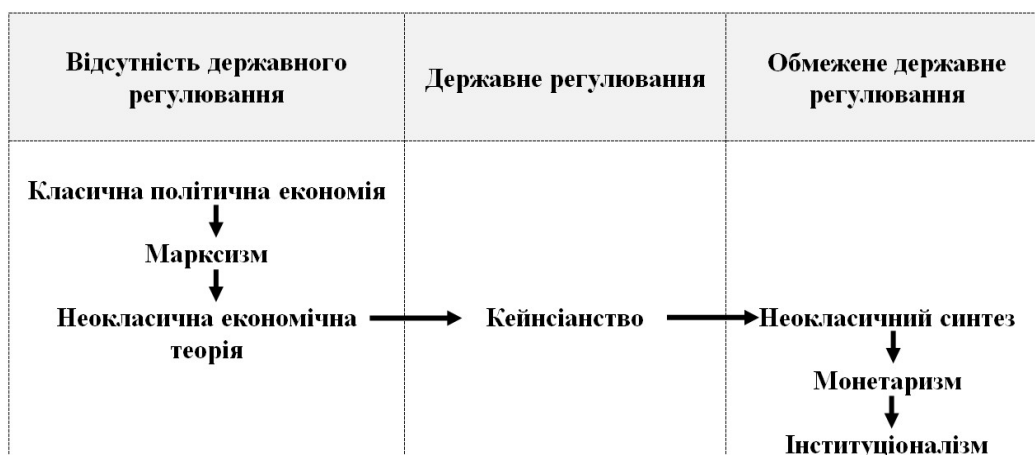 Відсутність державного
регулювання
Державне регулювання
Обмежене державне
регулювання
Класична політична економія
Марксизм
Неокласична економічна
теорія
Кейнсіанство
Неокласичний синтез
Монетаризм
Інституціоналізм